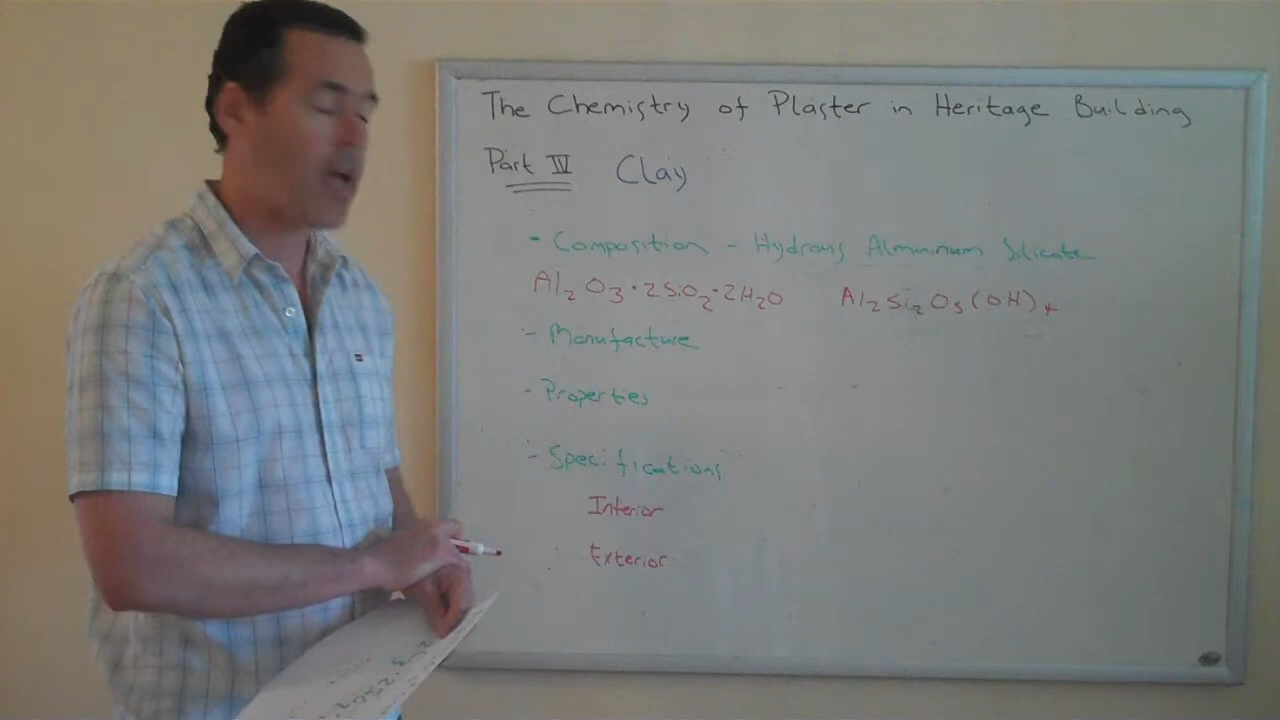 The Chemistry of Plaster in Heritage Building
Part IV Clay
- Composition - Hydrous Alminum Silicate
Al2O3·2SiO2·2H2O Al2Si2O5(OH)4
- Manufacture
- Properties
- Specifications
Interior
Exterior